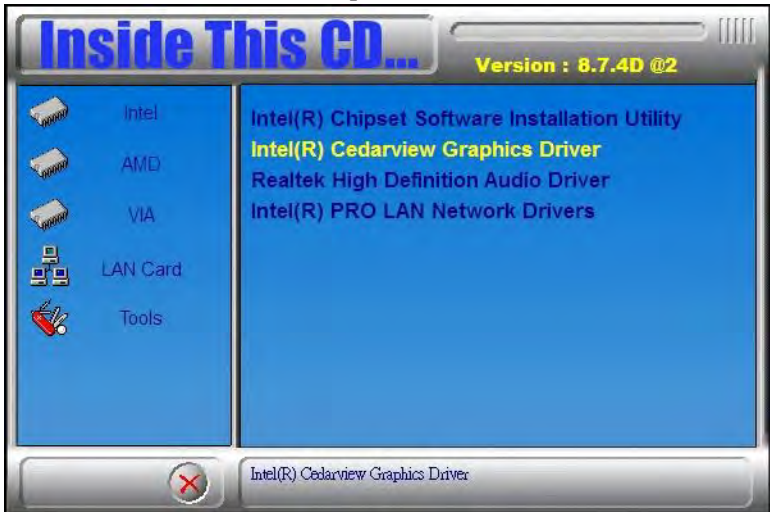 Inside This CD...
Version : 8.7.4D @2
Intel
AMD
VIA
LAN Card
Tools
Intel(R) Chipset Software Installation Utility
Intel(R) Cedarview Graphics Driver
Realtek High Definition Audio Driver
Intel(R) PRO LAN Network Drivers
Intel(R) Cedarview Graphics Driver